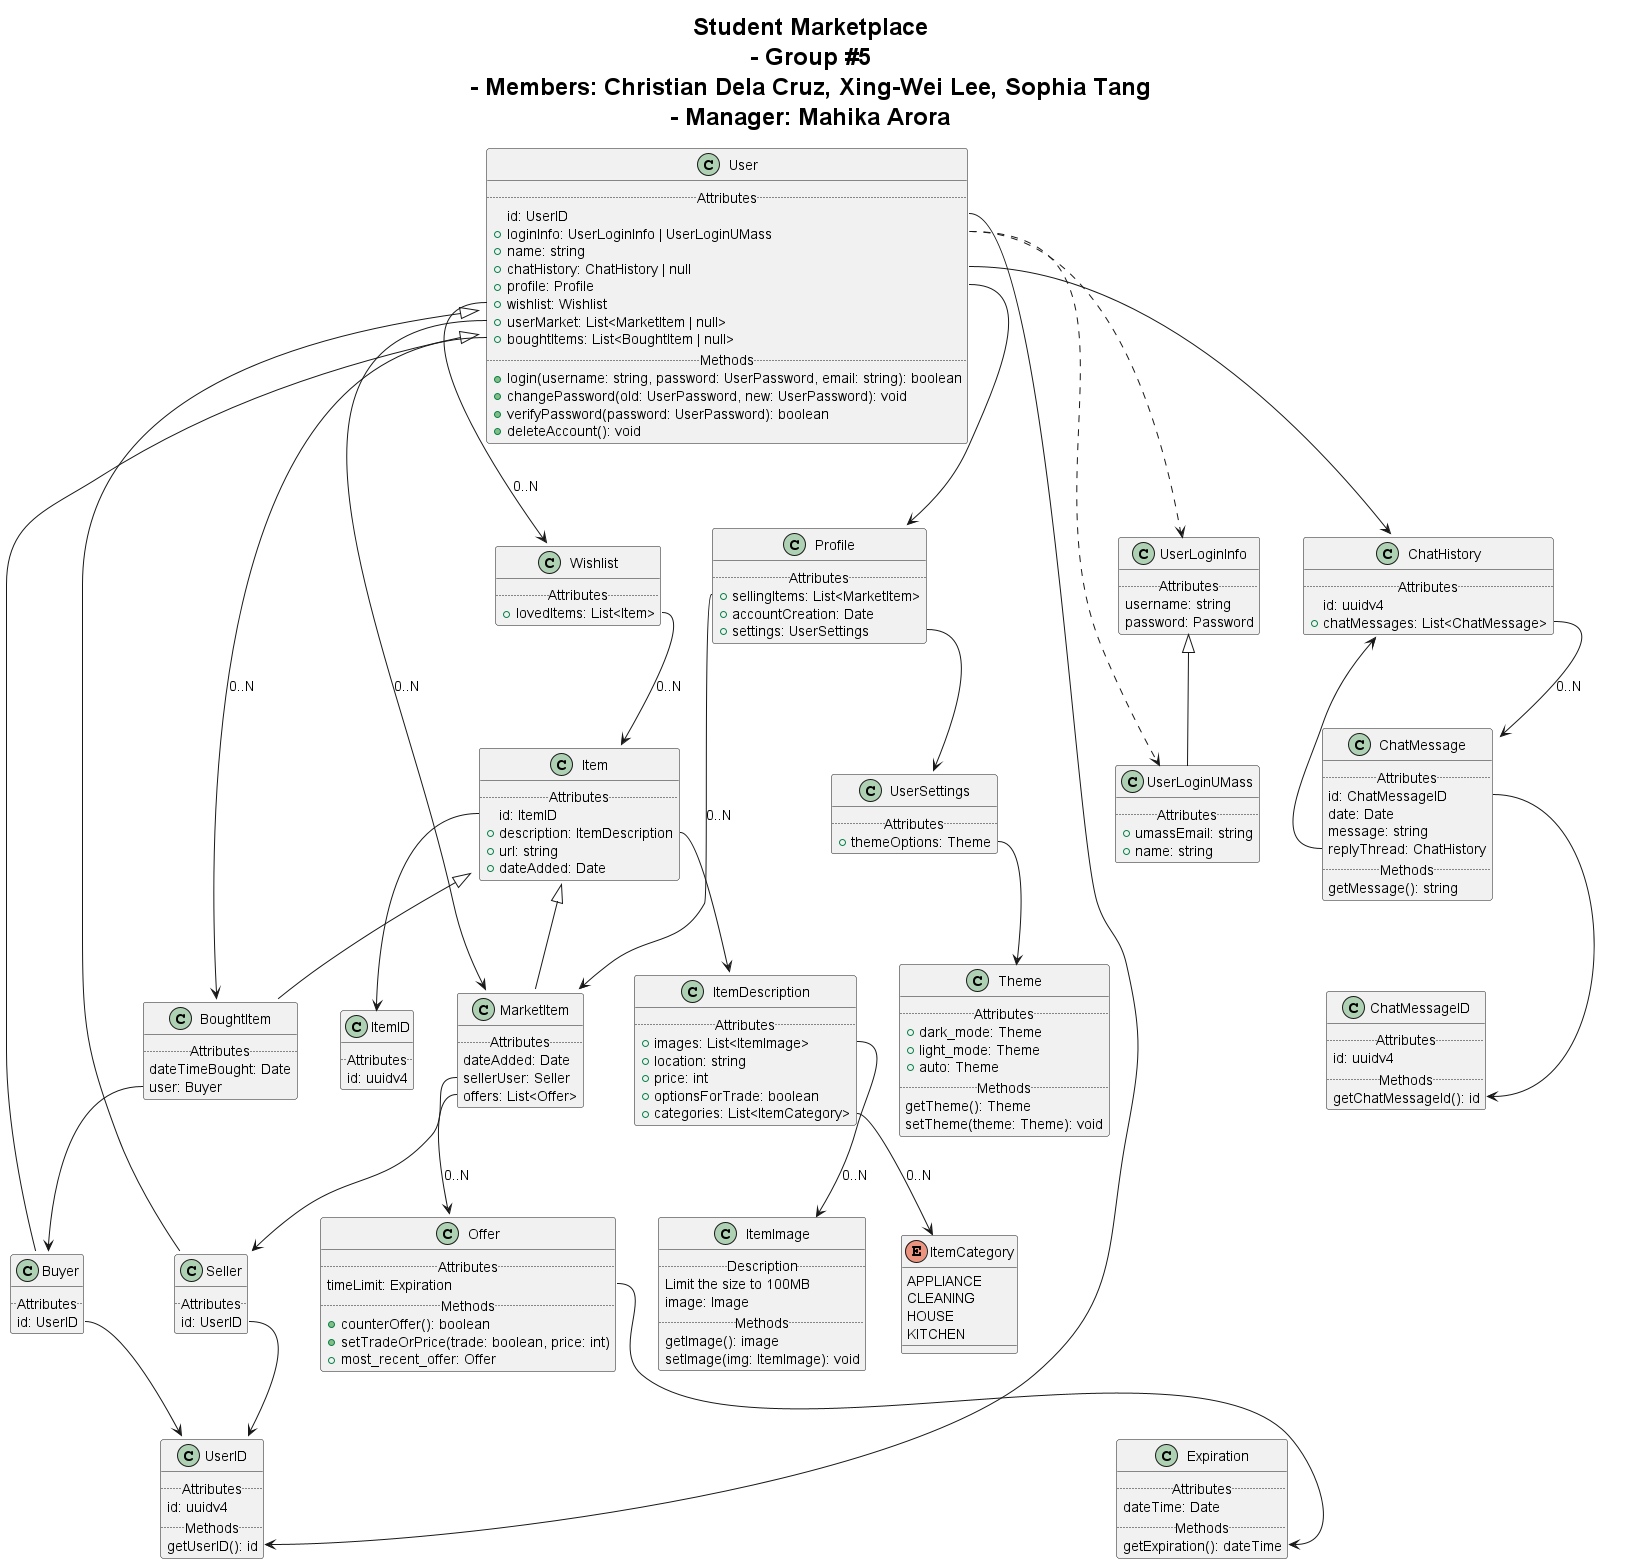 Student Marketplace
- Group #5
- Members: Christian Dela Cruz, Xing-Wei Lee, Sophia Tang
- Manager: Mahika Arora
C User
Attributes
id: UserID
loginInfo: UserLoginInfo | UserLoginUMass
name: string
chatHistory: ChatHistory | null
profile: Profile
wishlist: Wishlist
userMarket: List<MarketItem | null>
boughtItems: List<BoughtItem | null>
Methods
login(username: string, password: UserPassword, email: string): boolean
changePassword(old: UserPassword, new: UserPassword): void
verifyPassword(password: UserPassword): boolean
deleteAccount(): void
0..N
C Wishlist
Attributes
lovedItems: List<Item>
C Profile
Attributes
sellingItems: List<MarketItem>
accountCreation: Date
settings: UserSettings
C UserLoginInfo
Attributes
username: string
password: Password
C ChatHistory
Attributes
id: uuidv4
chatMessages: List<ChatMessage>
0..N
0..N
0..N
0..N
C Item
Attributes
id: ItemID
description: ItemDescription
url: string
dateAdded: Date
0..N
C UserSettings
Attributes
themeOptions: Theme
C UserLoginUMass
Attributes
umassEmail: string
name: string
C ChatMessage
Attributes
id: ChatMessageID
date: Date
message: string
replyThread: ChatHistory
Methods
getMessage(): string
C BoughtItem
Attributes
dateTimeBought: Date
user: Buyer
C ItemID
Attributes
id: uuidv4
C MarketItem
Attributes
dateAdded: Date
sellerUser: Seller
offers: List<Offer>
C ItemDescription
Attributes
images: List<ItemImage>
location: string
price: int
optionsForTrade: boolean
categories: List<ItemCategory>
C Theme
Attributes
dark_mode: Theme
light_mode: Theme
auto: Theme
Methods
getTheme(): Theme
setTheme(theme: Theme): void
C ChatMessageID
Attributes
id: uuidv4
Methods
getChatMessageId(): id
0..N
0..N
0..N
C Buyer
Attributes
id: UserID
C Seller
Attributes
id: UserID
C Offer
Attributes
timeLimit: Expiration
Methods
counterOffer(): boolean
setTradeOrPrice(trade: boolean, price: int)
most_recent_offer: Offer
C ItemImage
Description
Limit the size to 100MB
image: Image
Methods
getImage(): image
setImage(img: ItemImage): void
E ItemCategory
APPLIANCE
CLEANING
HOUSE
KITCHEN
C UserID
Attributes
id: uuidv4
Methods
getUserID(): id
C Expiration
Attributes
dateTime: Date
Methods
getExpiration(): dateTime